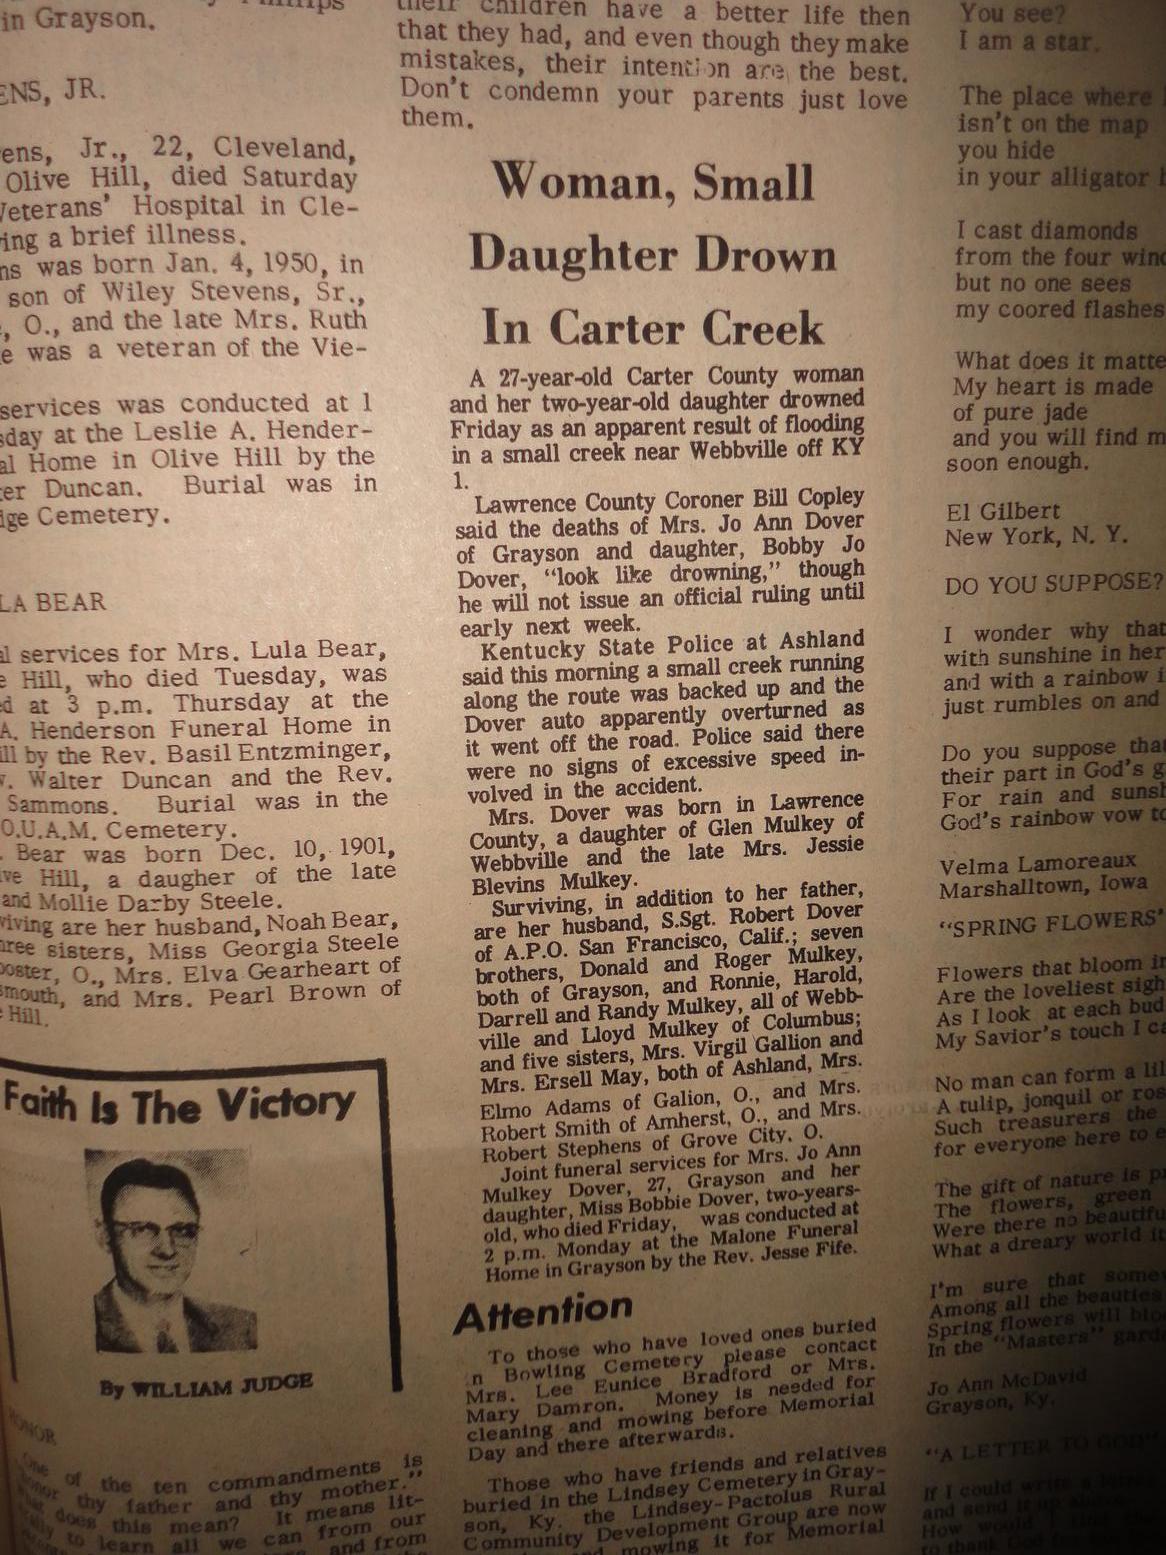 in Grayson.
ENS, JR.
ens, Jr., 22, Cleveland,
Olive Hill, died Saturday
Veterans' Hospital in Cle-
ing a brief illness.
ns was born Jan. 4, 1950, in
son of Wiley Stevens, Sr.,
, O., and the late Mrs. Ruth
e was a veteran of the Vie-
services was conducted at 1
sday at the Leslie A. Hender-
al Home in Olive Hill by the
er Duncan. Burial was in
dge Cemetery.
LA BEAR
al services for Mrs. Lula Bear,
e Hill, who died Tuesday, was
ed at 3 p.m. Thursday at the
A. Henderson Funeral Home in
ill by the Rev. Basil Entzminger,
v. Walter Duncan and the Rev.
Sammons. Burial was in the
O.U.A.M. Cemetery.
. Bear was born Dec. 10, 1901,
ive Hill, a daugher of the late
and Mollie Darby Steele.
viving are her husband, Noah Bear,
hree sisters, Miss Georgia Steele
ooster, O., Mrs. Elva Gearheart of
smouth, and Mrs. Pearl Brown of
e Hill.
Faith Is The Victory
By WILLIAM JUDGE
HONOR
One of the ten commandments is
honor thy father and thy mother."
What does this mean? It means lit-
to learn all we can from our
and from
their children have a better life then
that they had, and even though they make
mistakes, their intention are the best.
Don't condemn your parents just love
them.
Woman, Small
Daughter Drown
In Carter Creek
A 27-year-old Carter County woman
and her two-year-old daughter drowned
Friday as an apparent result of flooding
in a small creek near Webbville off KY
1.
Lawrence County Coroner Bill Copley
said the deaths of Mrs. Jo Ann Dover
of Grayson and daughter, Bobby Jo
Dover, "look like drowning," though
he will not issue an official ruling until
early next week.
Kentucky State Police at Ashland
said this morning a small creek running
along the route was backed up and the
Dover auto apparently overturned as
it went off the road. Police said there
were no signs of excessive speed in-
volved in the accident.
Mrs. Dover was born in Lawrence
County, a daughter of Glen Mulkey of
Webbville and the late Mrs. Jessie
Blevins Mulkey.
Surviving, in addition to her father,
are her husband, S.Sgt. Robert Dover
of A.P.O. San Francisco, Calif.; seven
brothers, Donald and Roger Mulkey,
both of Grayson, and Ronnie, Harold,
Darrell and Randy Mulkey, all of Webb-
ville and Lloyd Mulkey of Columbus;
and five sisters, Mrs. Virgil Gallion and
Mrs. Ersell May, both of Ashland, Mrs.
Elmo Adams of Galion, O., and Mrs.
Robert Smith of Amherst, O., and Mrs.
Robert Stephens of Grove City, O.
Joint funeral services for Mrs. Jo Ann
Mulkey Dover, 27, Grayson and her
daughter, Miss Bobbie Dover, two-years-
old, who died Friday, was conducted at
2 p.m. Monday at the Malone Funeral
Home in Grayson by the Rev. Jesse Fife.
Attention
To those who have loved ones buried
n Bowling Cemetery please contact
Mrs. Lee Eunice Bradford or Mrs.
Mary Damron. Money is needed for
cleaning and mowing before Memorial
Day and there afterwards.
Those who have friends and relatives
buried in the Lindsey Cemetery in Gray-
son, Ky. the Lindsey-Pactolus Rural
Community Development Group are now
mowing it for Memorial
You see?
I am a star.
The place where
isn't on the map
you hide
in your alligator
I cast diamonds
from the four wind
but no one sees
my coored flashes
What does it matte
My heart is made
of pure jade
and you will find m
soon enough.
El Gilbert
New York, N. Y.
DO YOU SUPPOSE?
I wonder why that
with sunshine in her
and with a rainbow i
just rumbles on and
Do you suppose that
their part in God's g
For rain and sunsh
God's rainbow vow to
Velma Lamoreaux
Marshalltown, Iowa
"SPRING FLOWERS"
Flowers that bloom in
Are the loveliest sigh
As I look at each bud
My Savior's touch I ca
No man can form a lil
A tulip, jonquil or ros
Such treasurers the
for everyone here to e
The gift of nature is p
The flowers, green
Were there no beautifu
What a dreary world it
I'm sure that some
Among all the beauties
Spring flowers will blo
In the "Masters" gard
Jo Ann McDavid
Grayson, Ky.
"A LETTER TO GOD"
If I could write a
and send it up
How would I
to thank God for